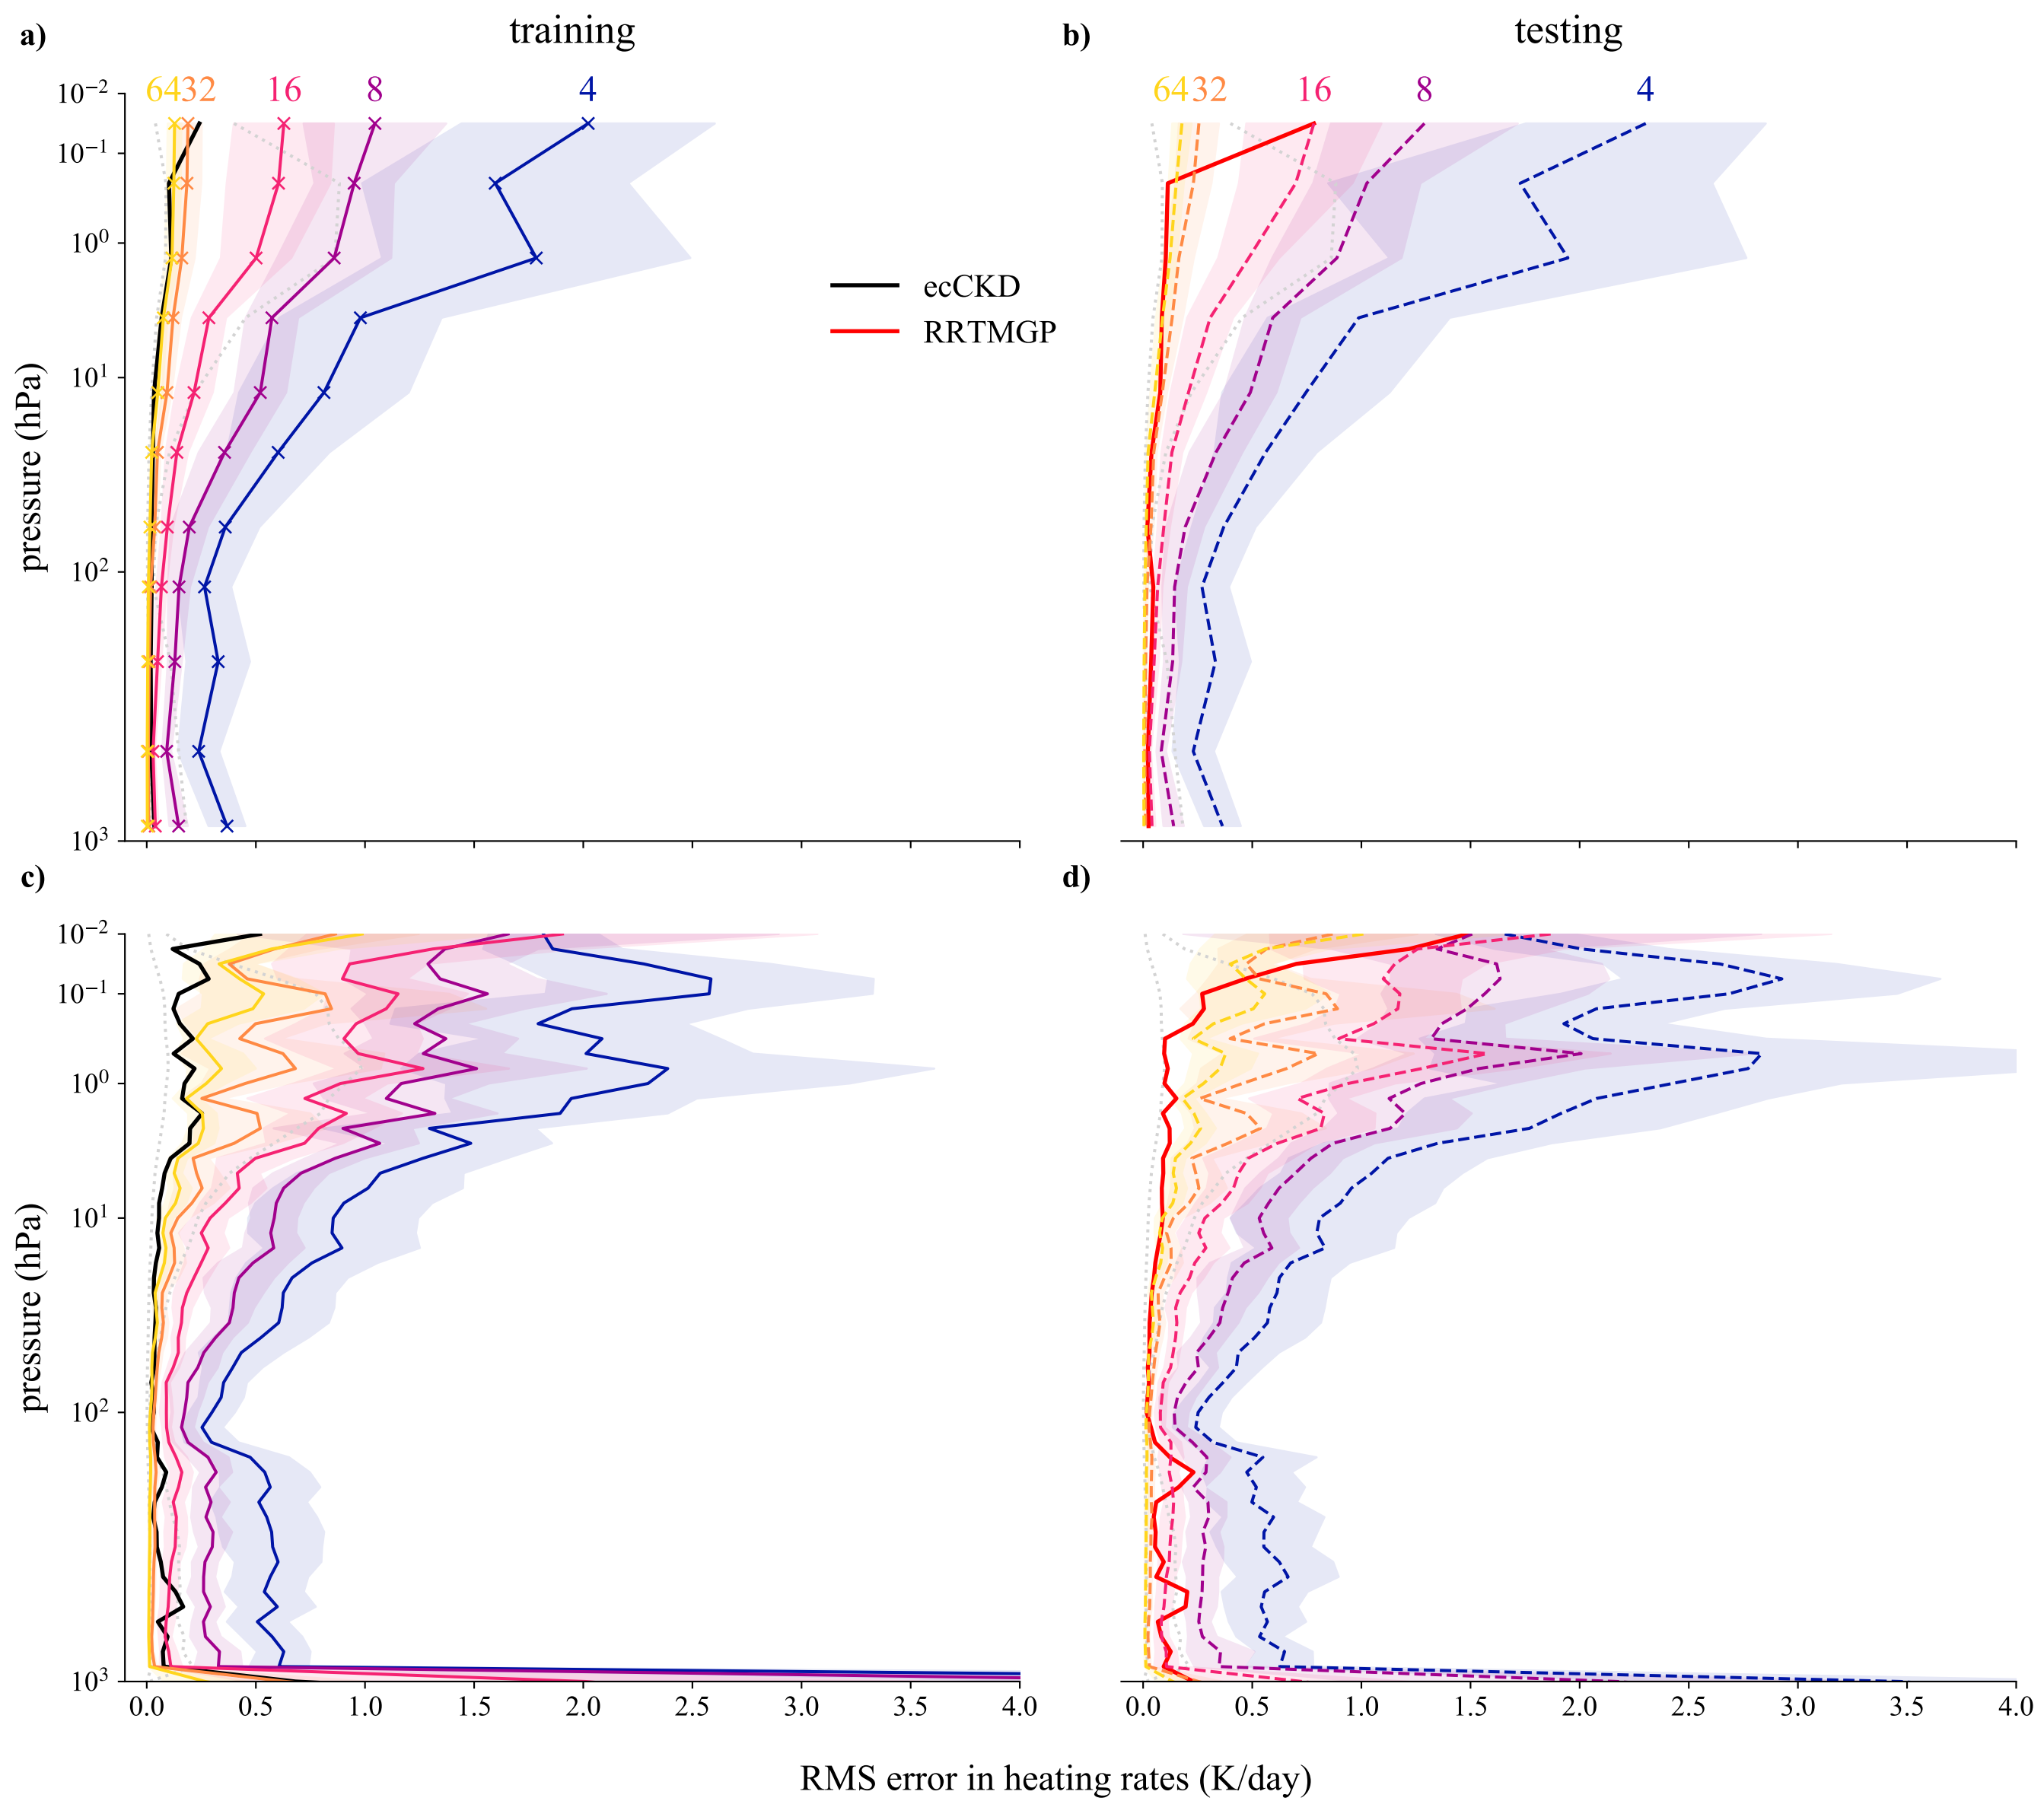 a)
training
b)
testing
64 32 16 8 4
64 32 16 8 4
10⁻²
10⁻¹
10⁰
10¹
10²
10³
pressure (hPa)
ecCKD
RRTMGP
c)
d)
10⁻²
10⁻¹
10⁰
10¹
10²
10³
pressure (hPa)
0.0 0.5 1.0 1.5 2.0 2.5 3.0 3.5 4.0
0.0 0.5 1.0 1.5 2.0 2.5 3.0 3.5 4.0
RMS error in heating rates (K/day)